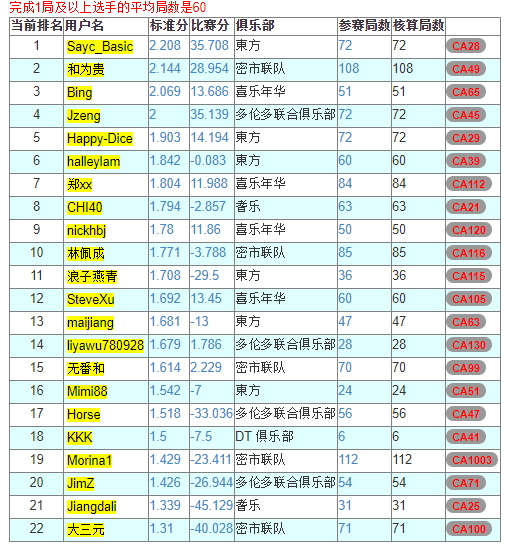 完成1局及以上选手的平均局数是60
当前排名 用户名 标准分 比赛分 俱乐部 参赛局数 核算局数
1 Sayc_Basic 2.208 35.708 東方 72 72 CA28
2 和为贵 2.144 28.954 密市联队 108 108 CA49
3 Bing 2.069 13.686 喜乐年华 51 51 CA65
4 Jzeng 2 35.139 多伦多联合俱乐部 72 72 CA45
5 Happy-Dice 1.903 14.194 東方 72 72 CA29
6 halleylam 1.842 -0.083 東方 60 60 CA39
7 郑xx 1.804 11.988 喜乐年华 84 84 CA112
8 CHI40 1.794 -2.857 耆乐 63 63 CA21
9 nickhbj 1.78 11.86 喜乐年华 50 50 CA120
10 林佩成 1.771 -3.788 密市联队 85 85 CA116
11 浪子燕青 1.708 -29.5 東方 36 36 CA115
12 SteveXu 1.692 13.45 喜乐年华 60 60 CA105
13 maijiang 1.681 -13 東方 47 47 CA63
14 liyawu780928 1.679 1.786 多伦多联合俱乐部 28 28 CA130
15 无番和 1.614 2.229 密市联队 70 70 CA99
16 Mimi88 1.542 -7 東方 24 24 CA51
17 Horse 1.518 -33.036 多伦多联合俱乐部 56 56 CA47
18 KKK 1.5 -7.5 DT 俱乐部 6 6 CA41
19 Morina1 1.429 -23.411 密市联队 112 112 CA1003
20 JimZ 1.426 -26.944 多伦多联合俱乐部 54 54 CA71
21 Jiangdali 1.339 -45.129 耆乐 31 31 CA25
22 大三元 1.31 -40.028 密市联队 71 71 CA100